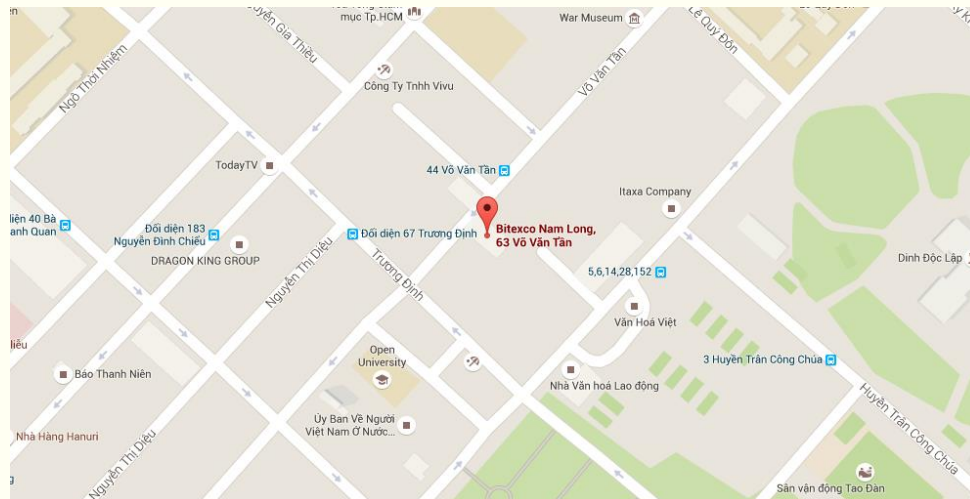 mục Tp.HCM
War Museum
Lê Quý Đôn
Nguyễn Gia Thiều
Ngô Thời Nhiệm
Võ Văn Tần
Công Ty Tnhh Vivu
TodayTV
44 Võ Văn Tần
Itaxa Company
diện 40 Bà
anh Quan
Đối diện 183
Nguyễn Đình Chiểu
Đối diện 67 Trương Định
Bitexco Nam Long,
63 Võ Văn Tần
DRAGON KING GROUP
Nguyễn Thị Diệu
Trương Định
5,6,14,28,152
Dinh Độc Lập
Văn Hoá Việt
liễu
Open
University
3 Huyền Trân Công Chúa
Báo Thanh Niên
Nhà Văn hoá Lao động
Huyền Trân Công Chúa
Ủy Ban Về Người
Việt Nam Ở Nước...
Nhà Hàng Hanuri
Nguyễn Thị Diệu
Sân vận động Tao Đàn